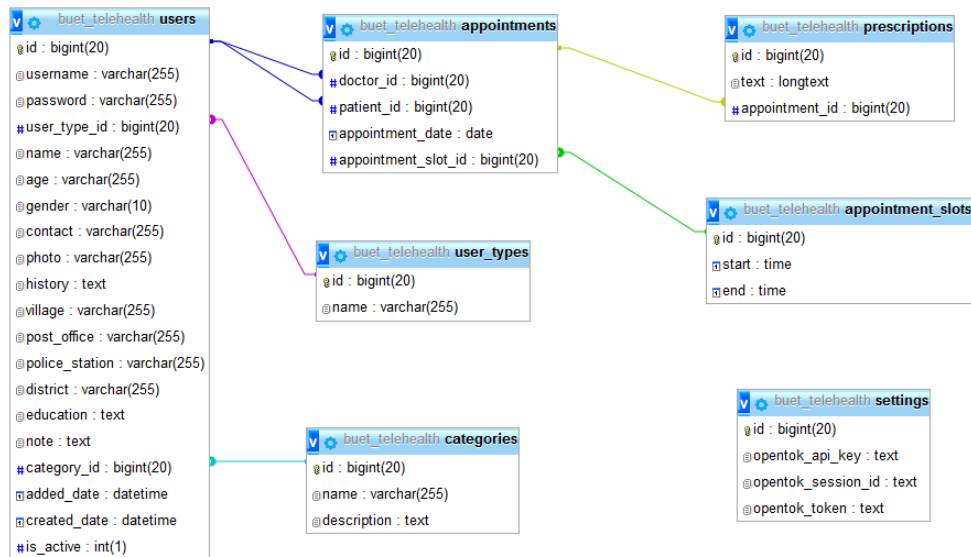 buet_telehealth users
id : bigint(20)
username : varchar(255)
password : varchar(255)
#user_type_id : bigint(20)
name : varchar(255)
age : varchar(255)
gender : varchar(10)
contact : varchar(255)
photo : varchar(255)
history : text
village : varchar(255)
post_office : varchar(255)
police_station : varchar(255)
district : varchar(255)
education : text
note : text
#category_id : bigint(20)
added_date : datetime
created_date : datetime
#is_active : int(1)
buet_telehealth appointments
id : bigint(20)
#doctor_id : bigint(20)
#patient_id : bigint(20)
appointment_date : date
#appointment_slot_id : bigint(20)
buet_telehealth prescriptions
id : bigint(20)
text : longtext
#appointment_id : bigint(20)
buet_telehealth appointment_slots
id : bigint(20)
start : time
end : time
buet_telehealth user_types
id : bigint(20)
name : varchar(255)
buet_telehealth categories
id : bigint(20)
name : varchar(255)
description : text
buet_telehealth settings
id : bigint(20)
opentok_api_key : text
opentok_session_id : text
opentok_token : text